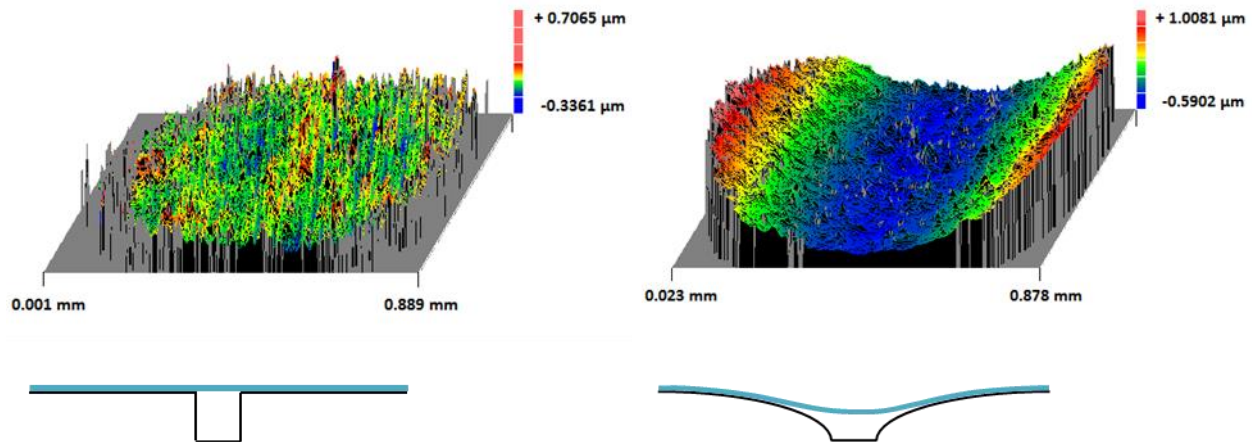 + 0.7065 µm
-0.3361 µm
0.001 mm
0.889 mm
+ 1.0081 µm
-0.5902 µm
0.023 mm
0.878 mm